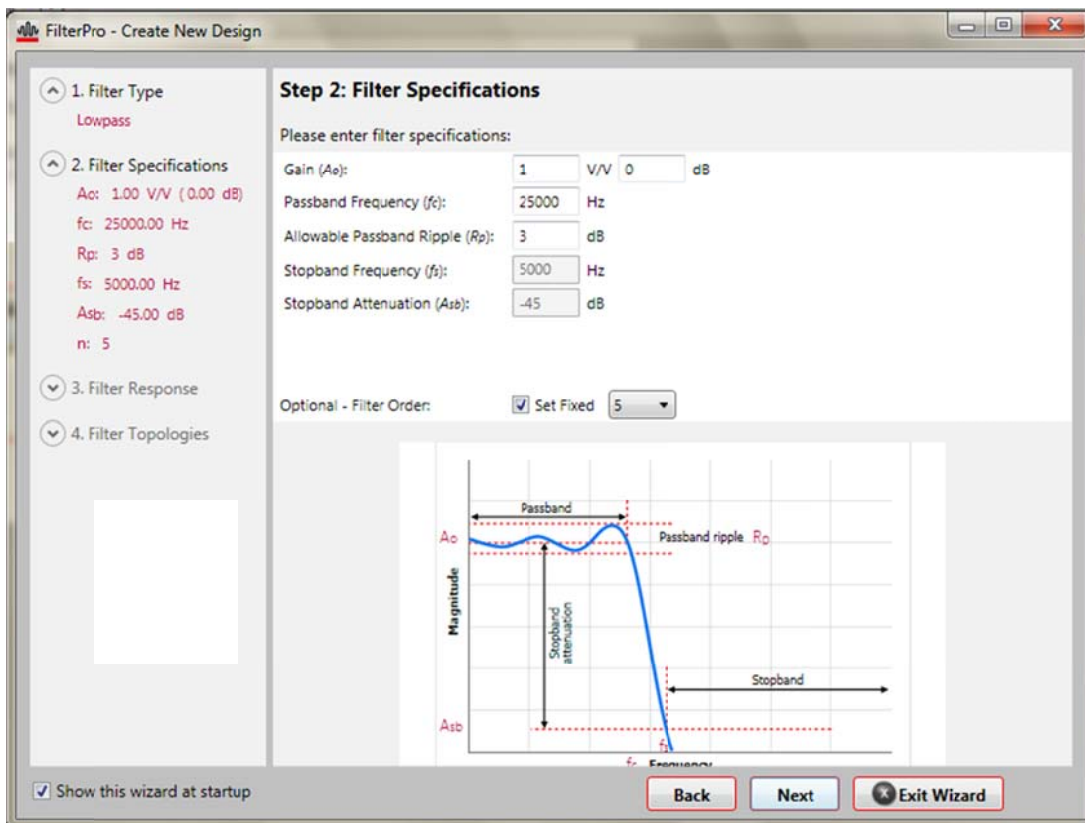 FilterPro - Create New Design
1. Filter Type
Lowpass
2. Filter Specifications
Ao: 1.00 V/V ( 0.00 dB)
fc: 25000.00 Hz
Rp: 3 dB
fs: 5000.00 Hz
Asb: -45.00 dB
n: 5
3. Filter Response
4. Filter Topologies
Step 2: Filter Specifications
Please enter filter specifications:
Gain (Ao): 1 V/V 0 dB
Passband Frequency (fc): 25000 Hz
Allowable Passband Ripple (Rp): 3 dB
Stopband Frequency (fs): 5000 Hz
Stopband Attenuation (Asb): -45 dB
Optional - Filter Order: Set Fixed 5
Passband
Ao
Passband ripple Rp
Magnitude
Stopband attenuation
Stopband
Asb
fs
fc Frequency
Show this wizard at startup
Back
Next
Exit Wizard